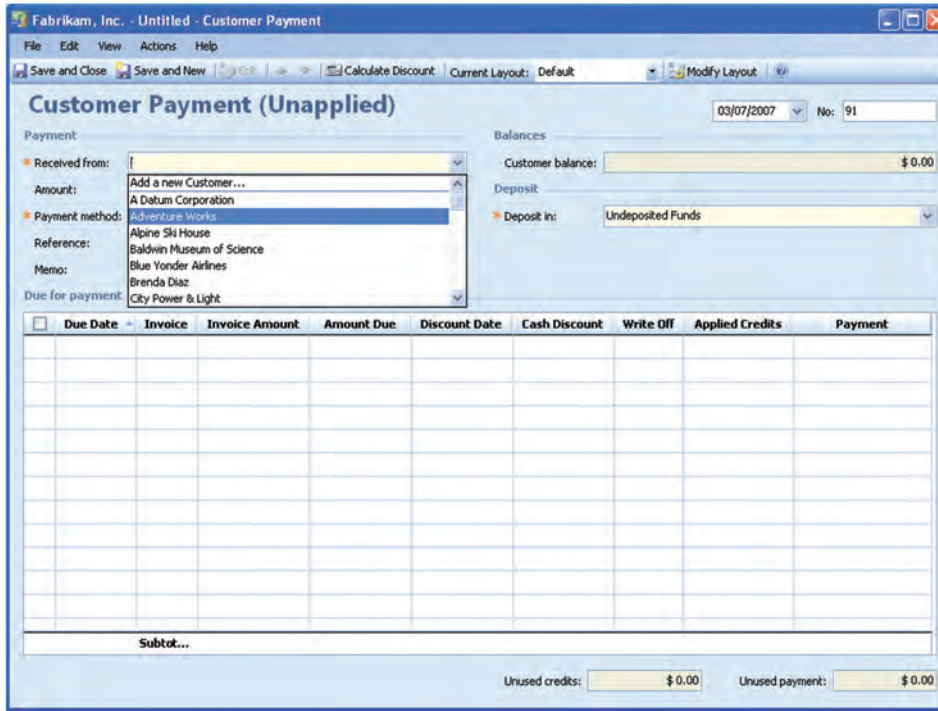 Fabrikam, Inc. - Untitled - Customer Payment
File Edit View Actions Help
Save and Close Save and New Edit Calculate Discount Current Layout: Default Modify Layout
Customer Payment (Unapplied)
03/07/2007 No: 91
Payment Balances
* Received from: Customer balance: $ 0.00
Add a new Customer...
Amount: Deposit
A Datum Corporation
* Payment method: Adventure Works * Deposit in: Undeposited Funds
Alpine Ski House
Reference:
Baldwin Museum of Science
Memo: Blue Yonder Airlines
Brenda Diaz
Due for payment City Power & Light
Due Date Invoice Invoice Amount Amount Due Discount Date Cash Discount Write Off Applied Credits Payment
Subtot...
Unused credits: $ 0.00 Unused payment: $ 0.00